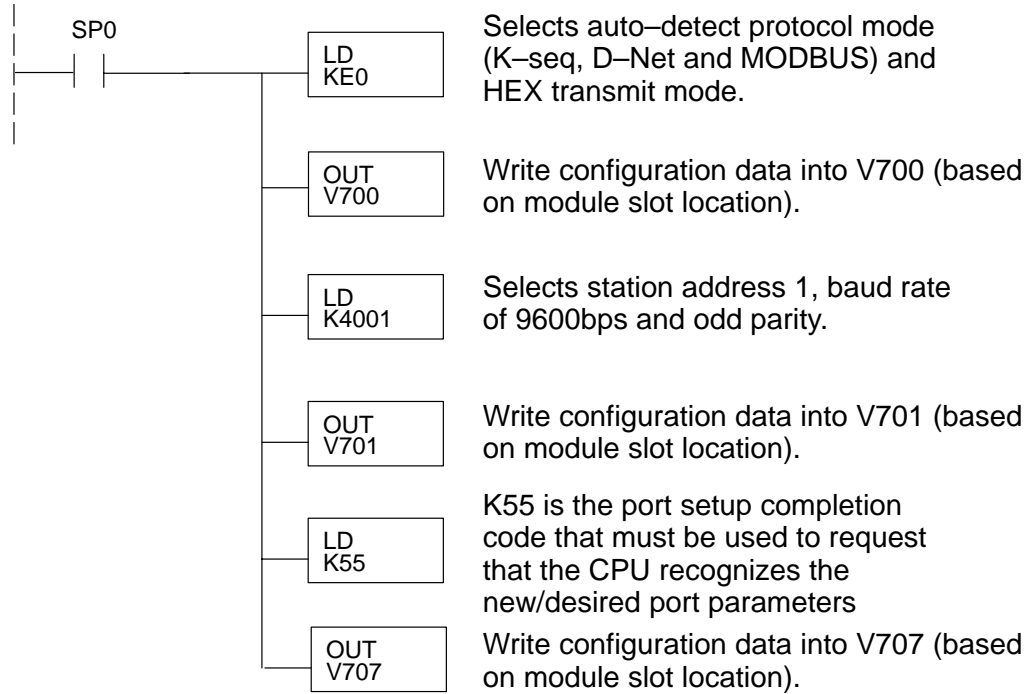 SP0
LD
KE0
Selects auto–detect protocol mode
(K–seq, D–Net and MODBUS) and
HEX transmit mode.
OUT
V700
Write configuration data into V700 (based
on module slot location).
LD
K4001
Selects station address 1, baud rate
of 9600bps and odd parity.
OUT
V701
Write configuration data into V701 (based
on module slot location).
LD
K55
K55 is the port setup completion
code that must be used to request
that the CPU recognizes the
new/desired port parameters
OUT
V707
Write configuration data into V707 (based
on module slot location).